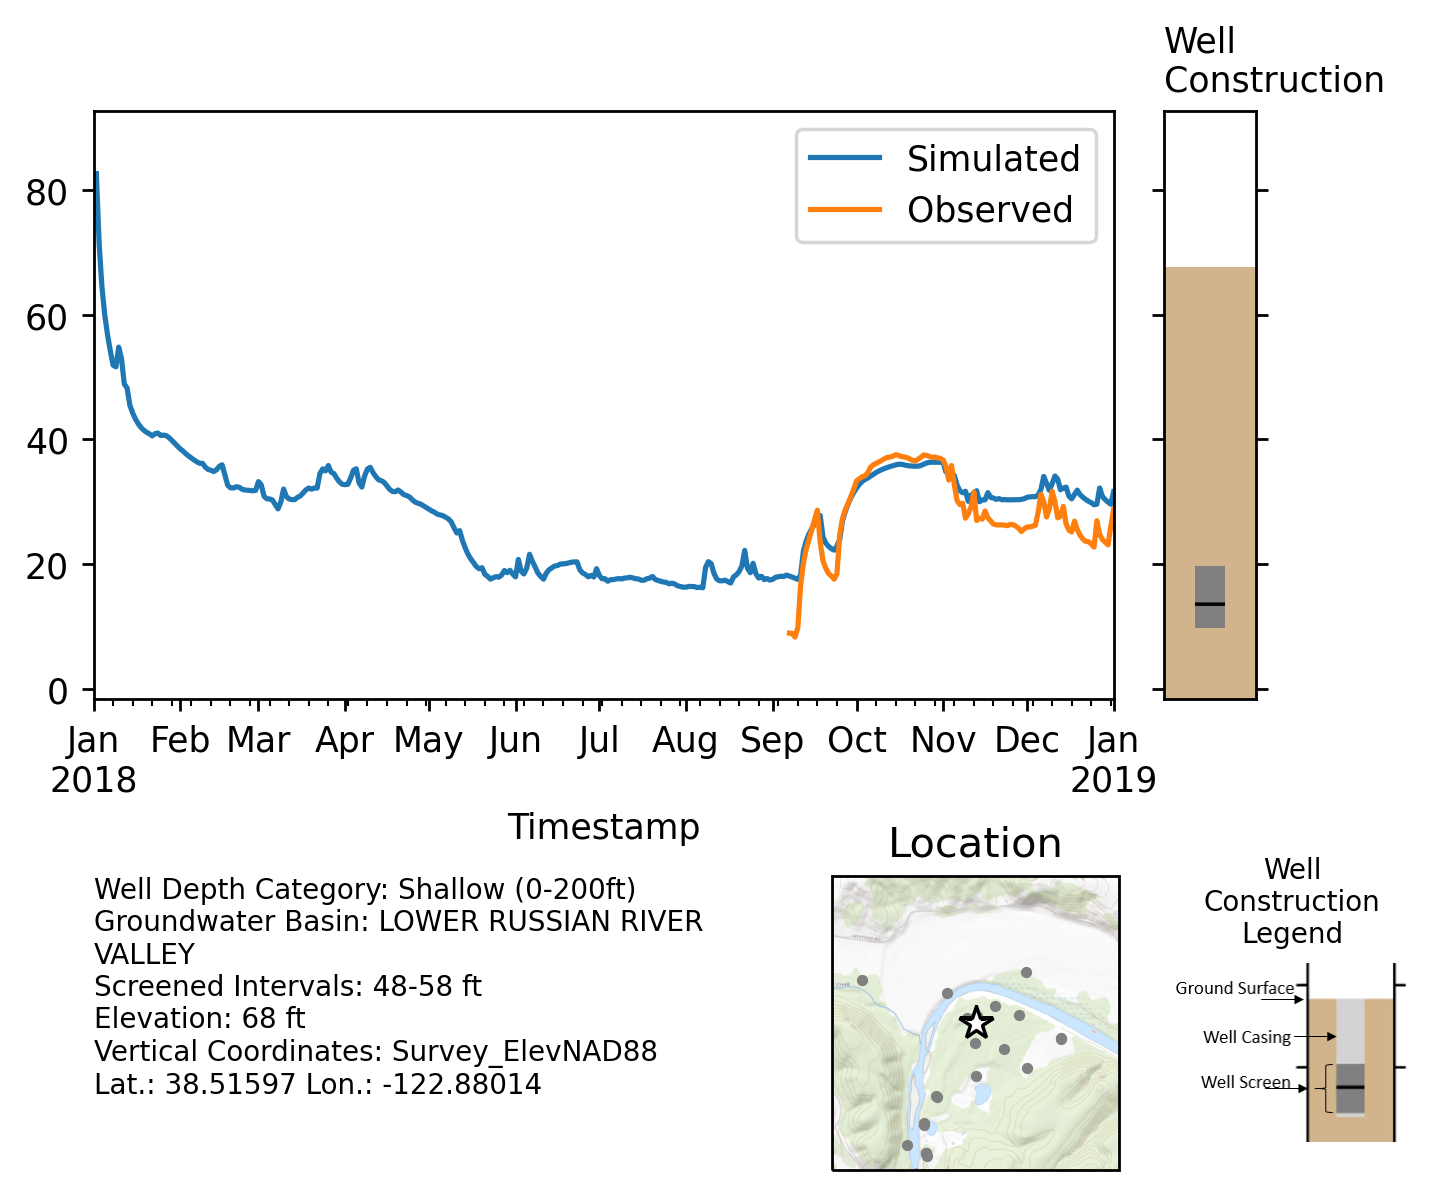 Well
Construction
Simulated
Observed
80
60
40
20
0
Jan Feb Mar Apr May Jun Jul Aug Sep Oct Nov Dec Jan
2018 2019
Timestamp
Well Depth Category: Shallow (0-200ft)
Groundwater Basin: LOWER RUSSIAN RIVER
VALLEY
Screened Intervals: 48-58 ft
Elevation: 68 ft
Vertical Coordinates: Survey_ElevNAD88
Lat.: 38.51597 Lon.: -122.88014
Location
Well
Construction
Legend
Ground Surface
Well Casing
Well Screen